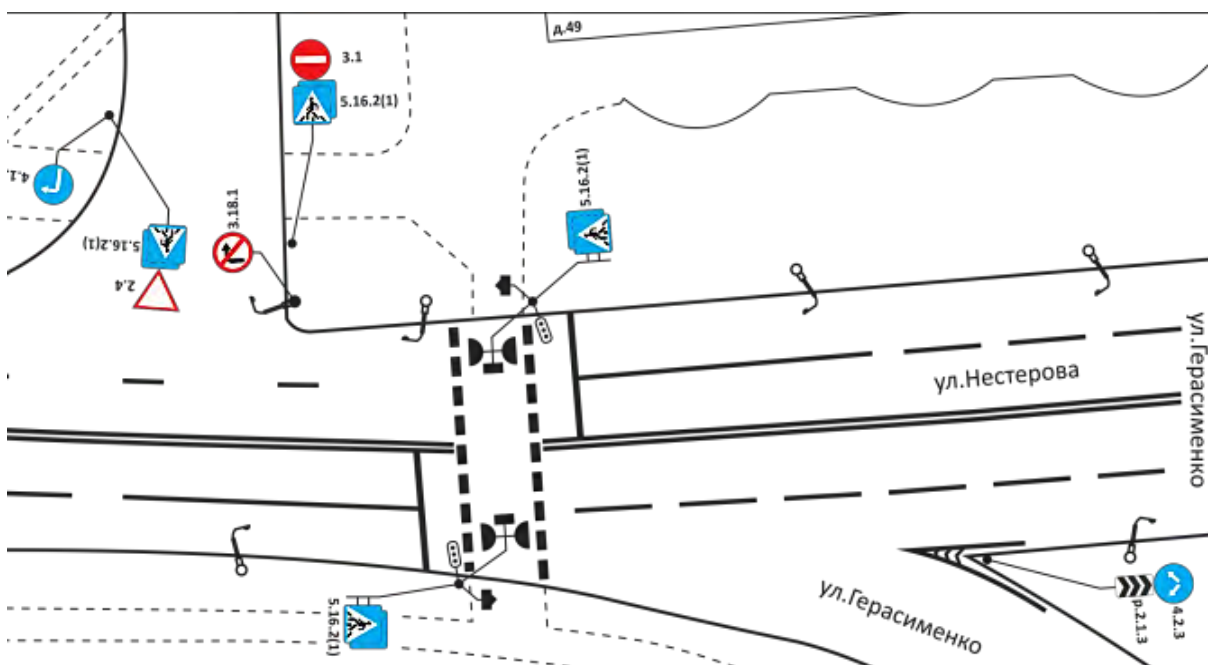 д.49
3.1
5.16.2(1)
5.16.2(1)
4.1.
3.18.1
5.16.2(1)
2.4
ул.Герасименко
ул.Нестерова
ул.Герасименко
5.16.2(1)
р.2.1.3
4.2.3